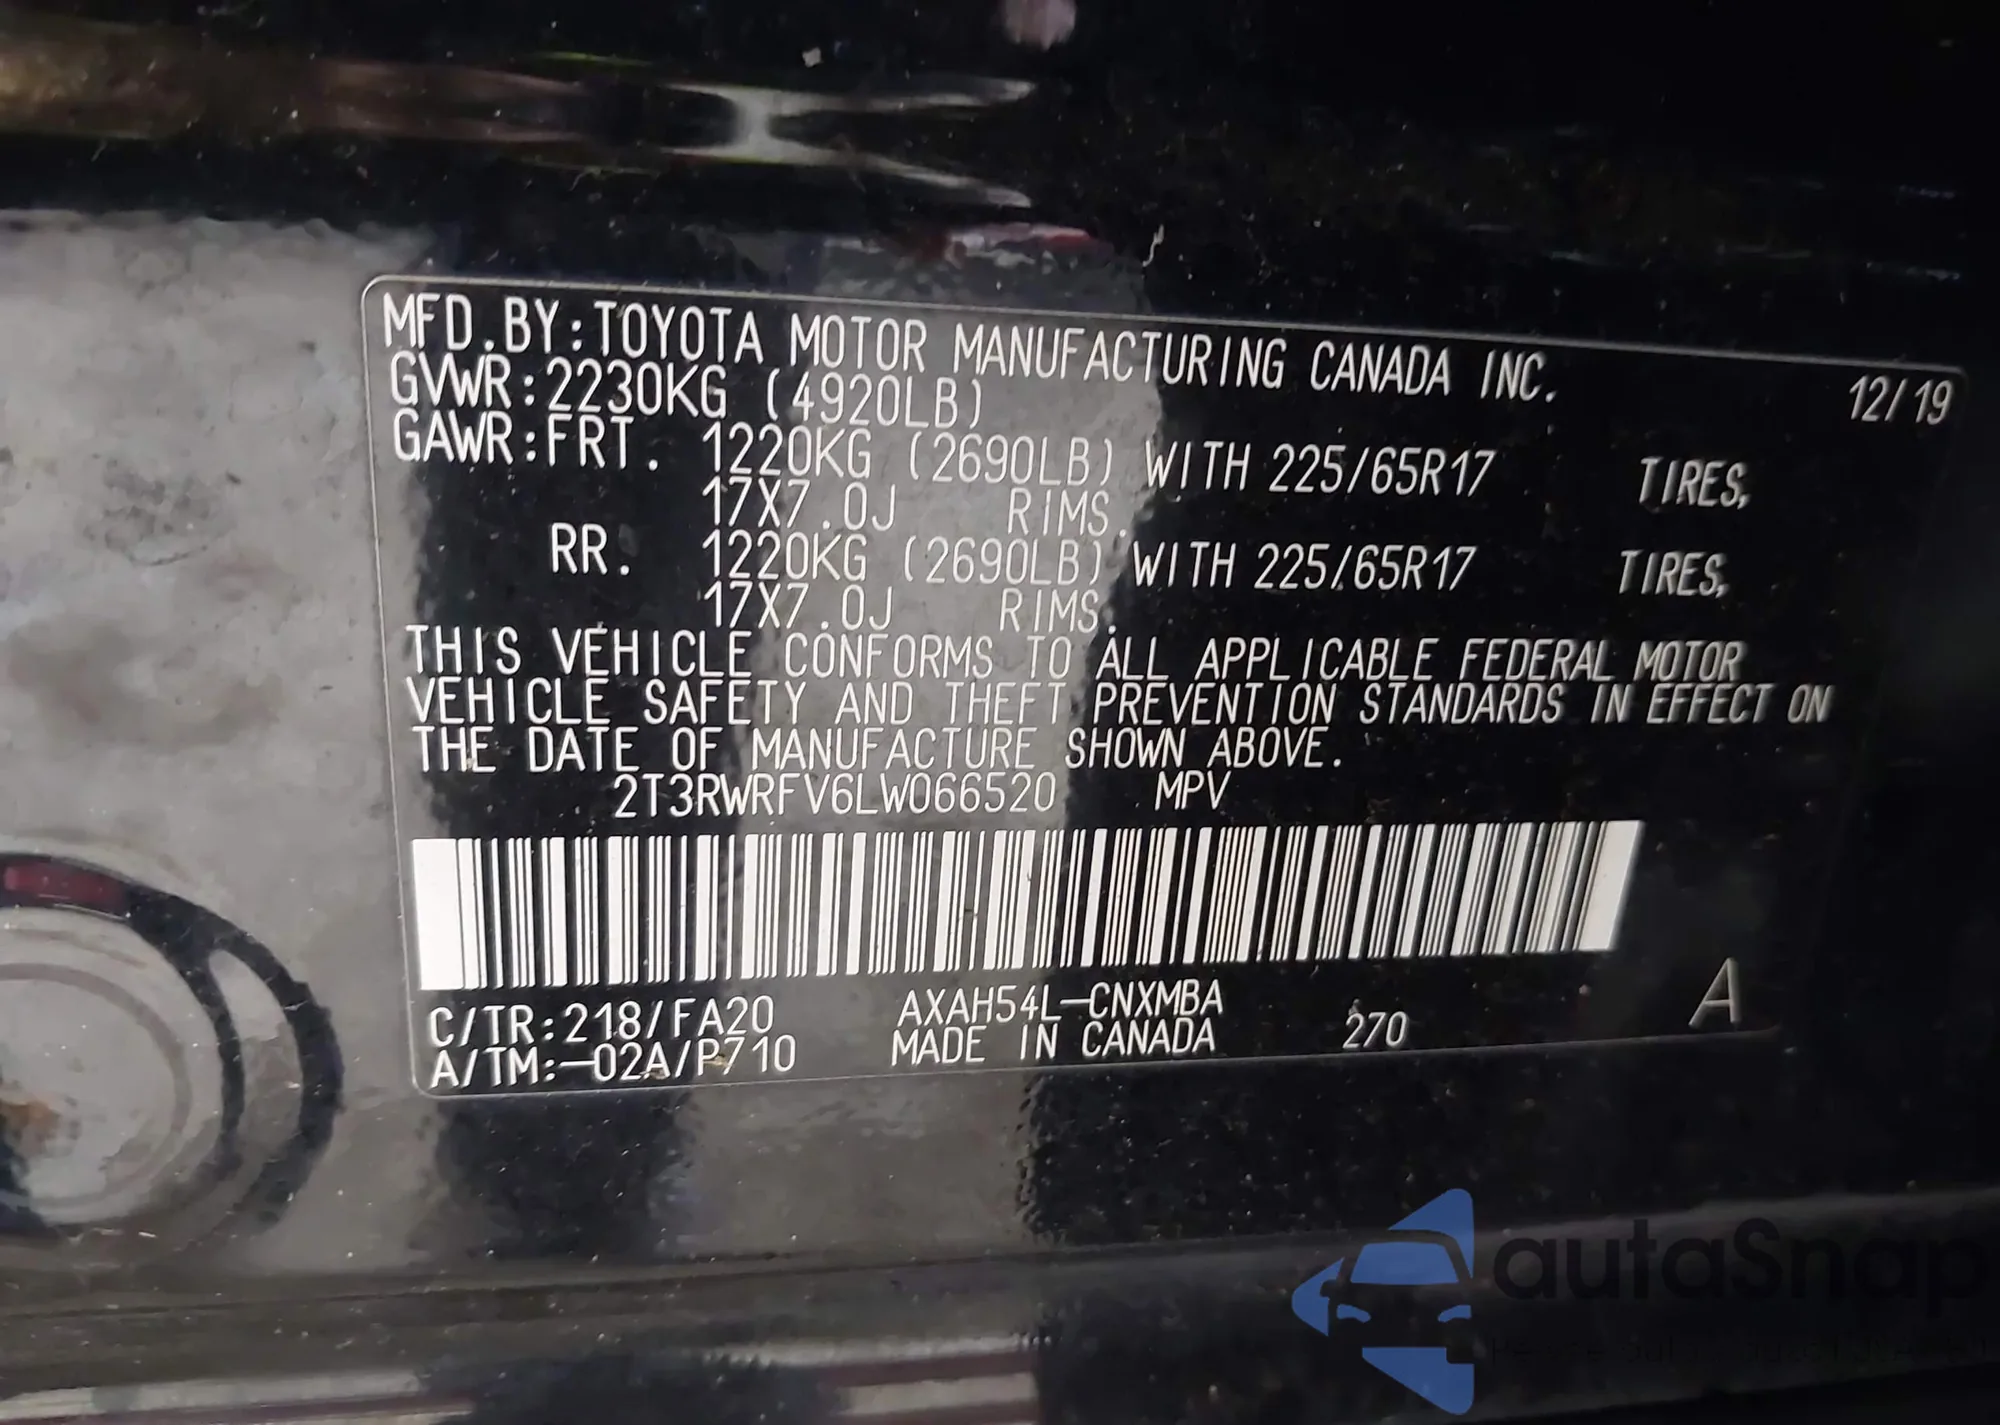 MFD.BY:TOYOTA MOTOR MANUFACTURING CANADA INC. 12/19
GVWR:2230KG (4920LB)
GAWR:FRT. 1220KG (2690LB) WITH 225/65R17 TIRES,
17X7.0J RIMS.
RR. 1220KG (2690LB) WITH 225/65R17 TIRES,
17X7.0J RIMS.
THIS VEHICLE CONFORMS TO ALL APPLICABLE FEDERAL MOTOR
VEHICLE SAFETY AND THEFT PREVENTION STANDARDS IN EFFECT ON
THE DATE OF MANUFACTURE SHOWN ABOVE.
2T3RWRFV6LW066520 MPV
C/TR:218/FA20 AXAH54L-CNXMBA 270 A
A/TM:-02A/P710 MADE IN CANADA
autaSnap